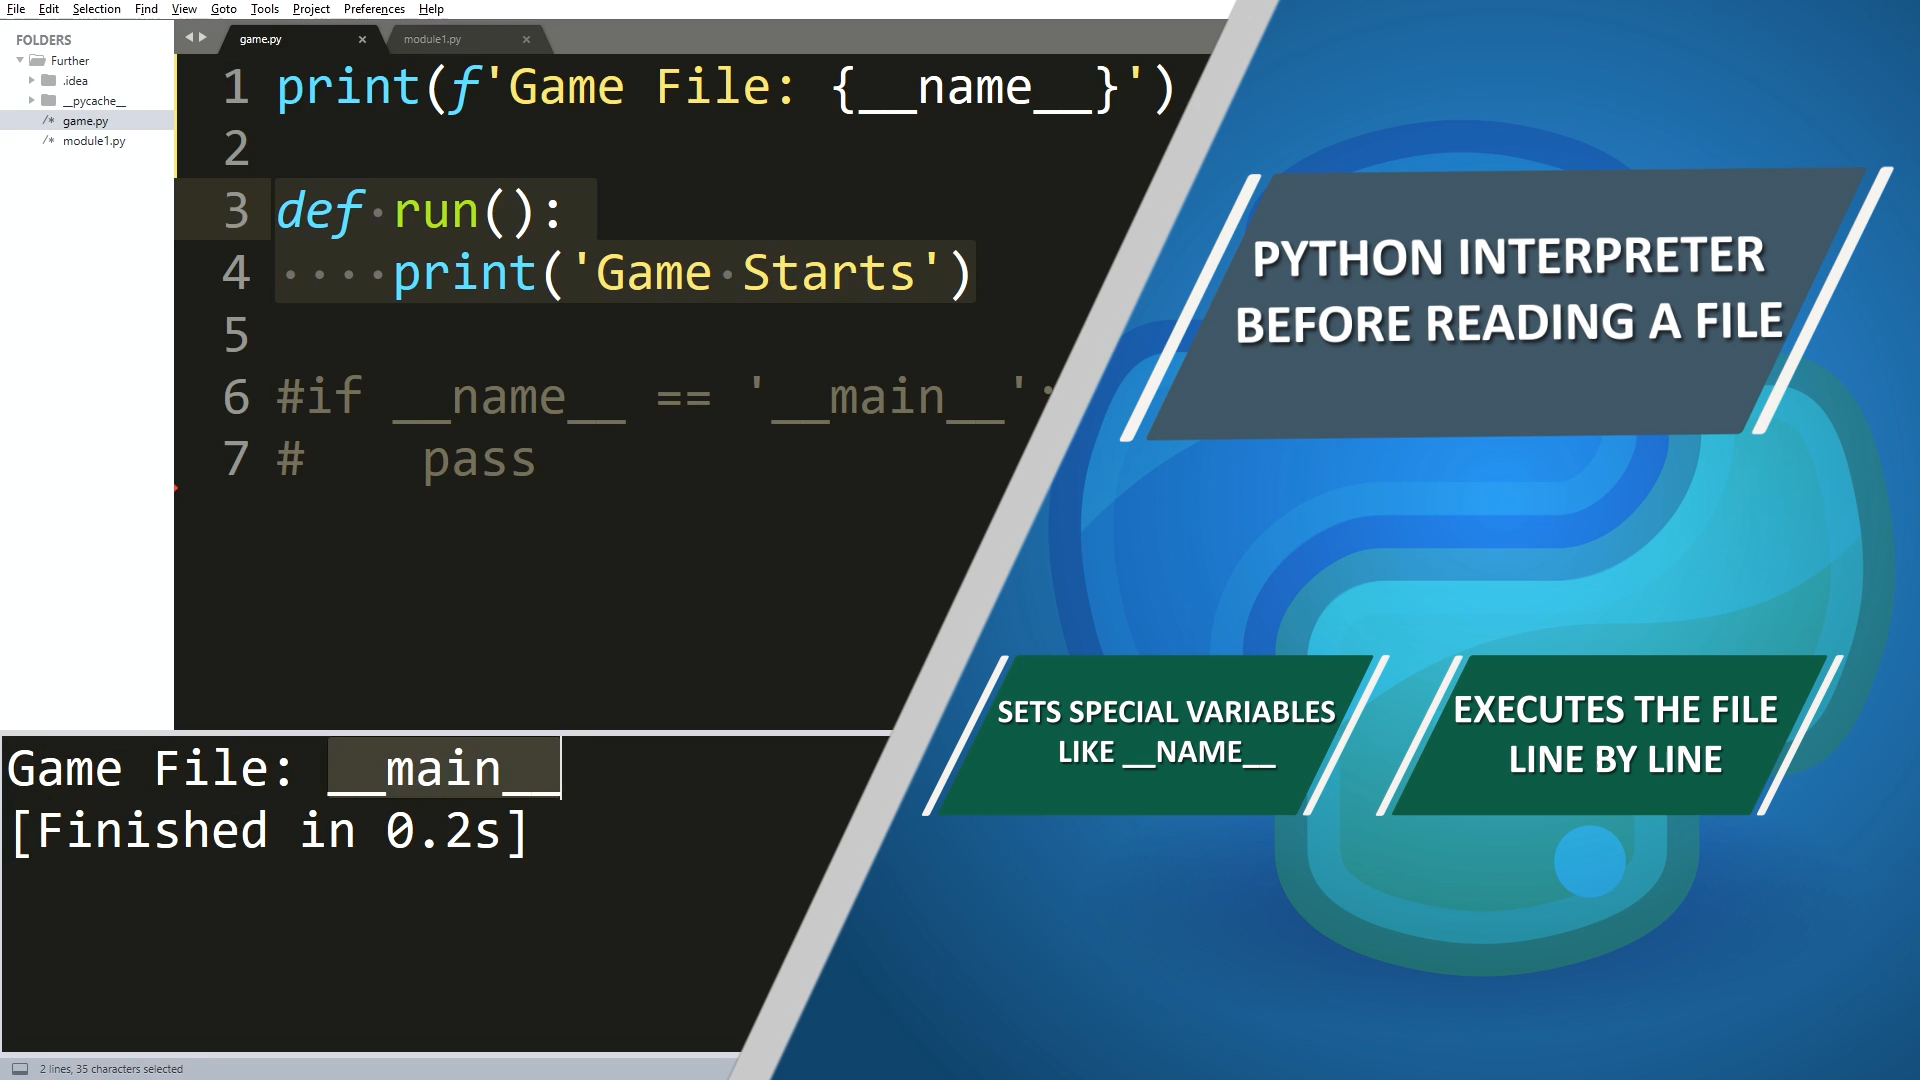 File Edit Selection Find View Goto Tools Project Preferences Help
FOLDERS
Further
.idea
__pycache__
game.py
module1.py
game.py × module1.py ×
1 print(f'Game File: {__name__}')
2
3 def run():
4 ····print('Game·Starts')
5
6 #if __name__ == '__main__':
7 #    pass
Game File: __main__
[Finished in 0.2s]
2 lines, 35 characters selected
PYTHON INTERPRETER
BEFORE READING A FILE
SETS SPECIAL VARIABLES
LIKE __NAME__
EXECUTES THE FILE
LINE BY LINE